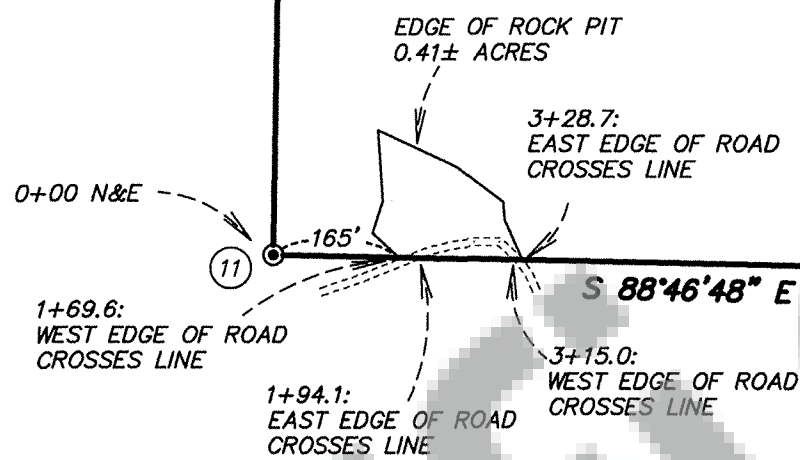 EDGE OF ROCK PIT
0.41± ACRES
3+28.7:
EAST EDGE OF ROAD
CROSSES LINE
0+00 N&E
165'
11
S 88°46'48" E
1+69.6:
WEST EDGE OF ROAD
CROSSES LINE
3+15.0:
WEST EDGE OF ROAD
CROSSES LINE
1+94.1:
EAST EDGE OF ROAD
CROSSES LINE